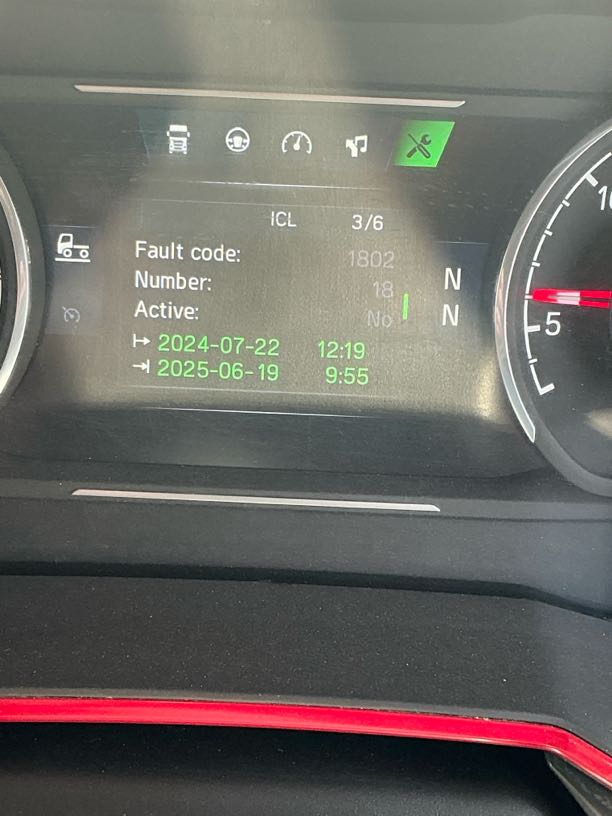 ICL 3/6
Fault code: 1802
Number: 18
Active: No
2024-07-22 12:19
2025-06-19 9:55
N
N
10
5